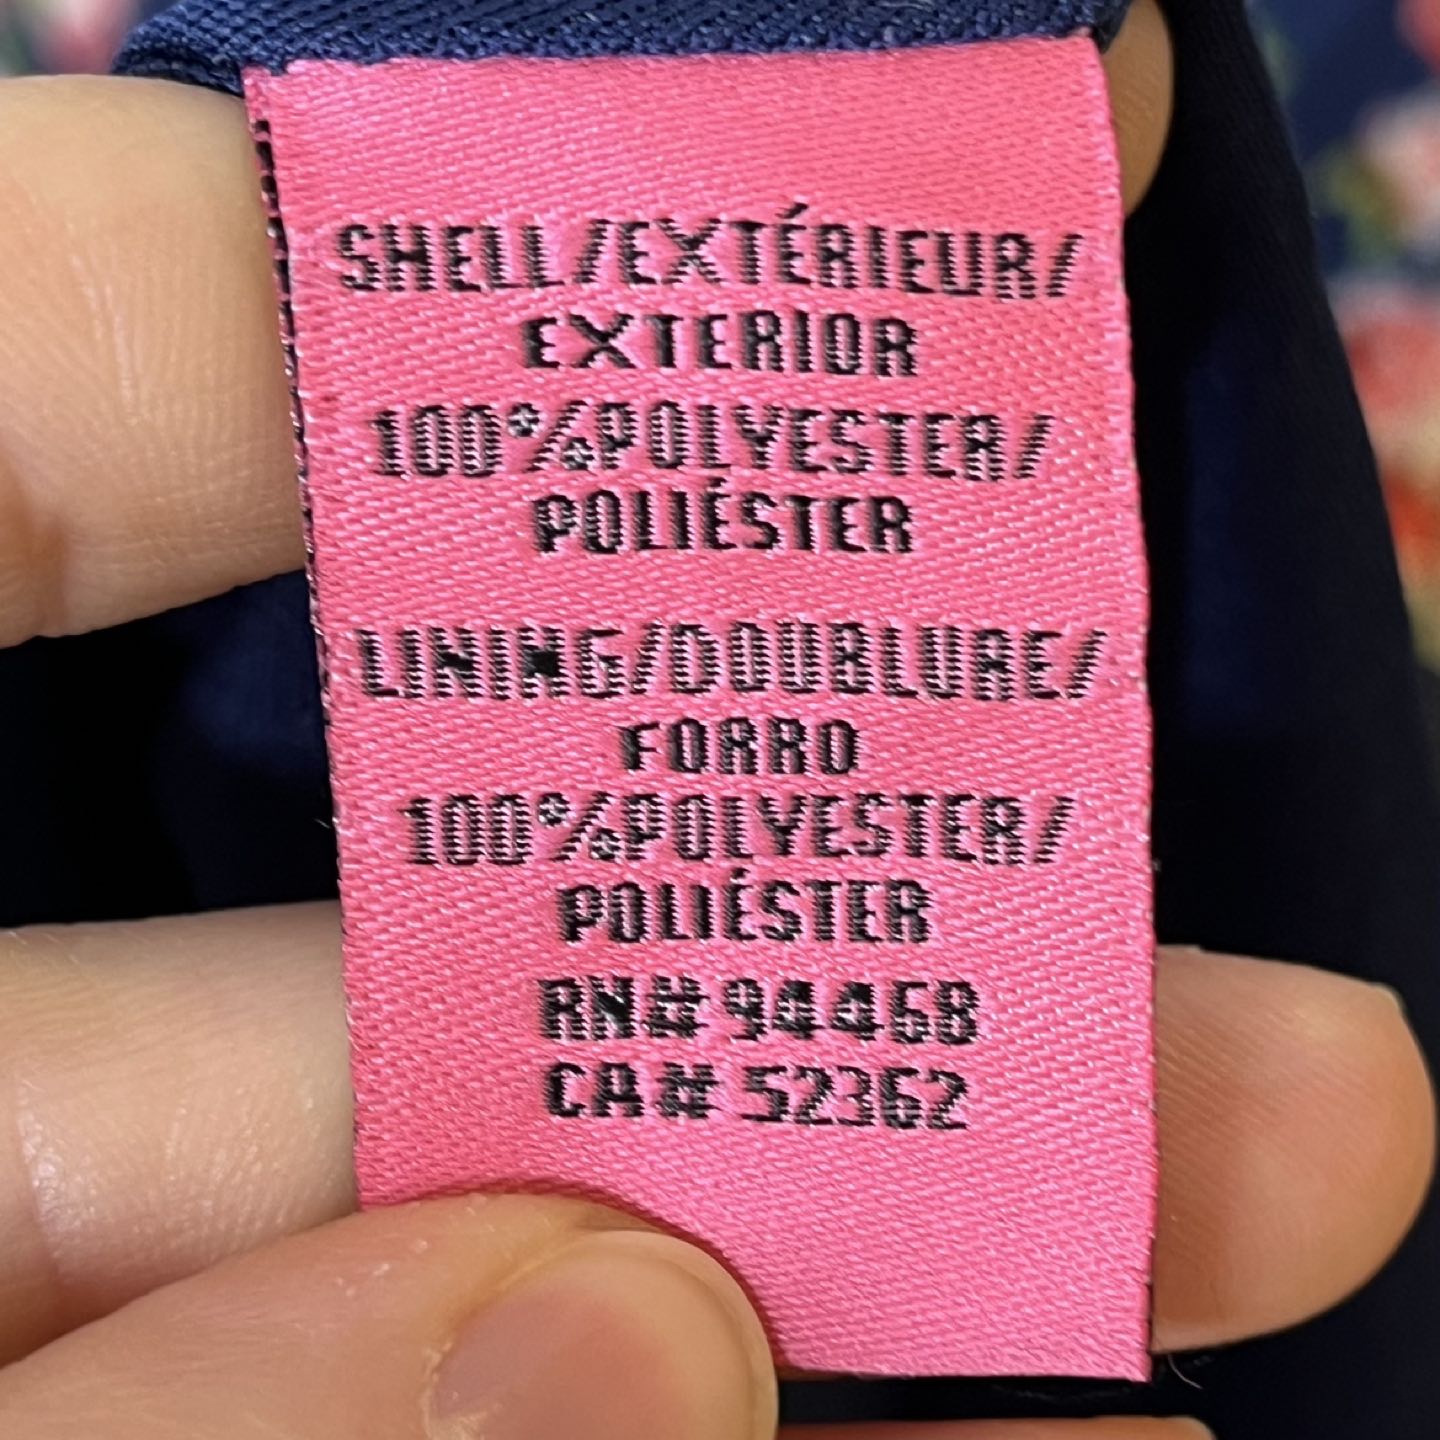 SHELL/EXTÉRIEUR/
EXTERIOR
100%POLYESTER/
POLIÉSTER
LINING/DOUBLURE/
FORRO
100%POLYESTER/
POLIÉSTER
RN# 94468
CA# 52362